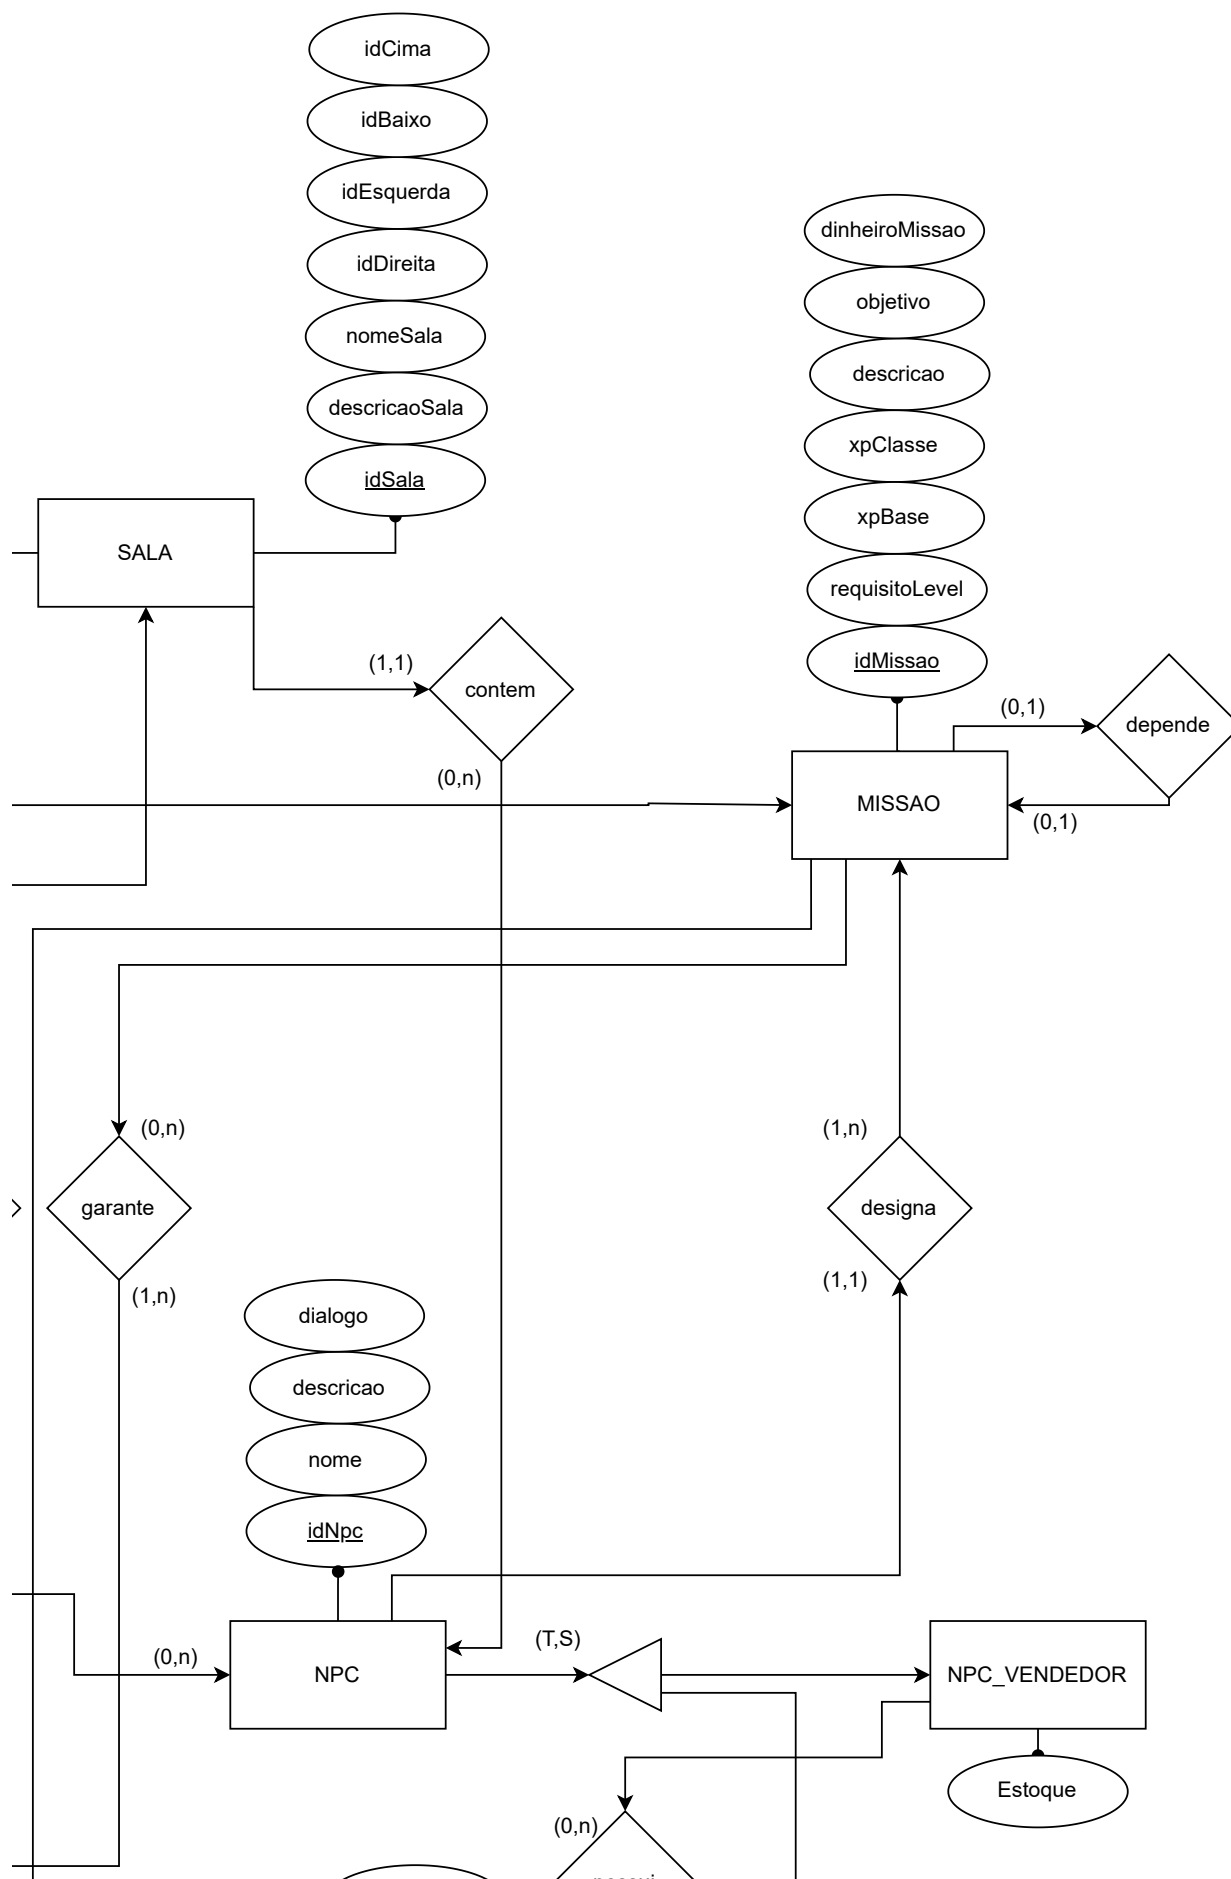 idCima
idBaixo
idEsquerda
idDireita
nomeSala
descricaoSala
idSala
dinheiroMissao
objetivo
descricao
xpClasse
xpBase
requisitoLevel
idMissao
SALA
(1,1)
contem
(0,n)
(0,1)
depende
MISSAO
(0,1)
(0,n)
garante
(1,n)
(1,n)
designa
(1,1)
dialogo
descricao
nome
idNpc
(0,n)
NPC
(T,S)
NPC_VENDEDOR
Estoque
(0,n)